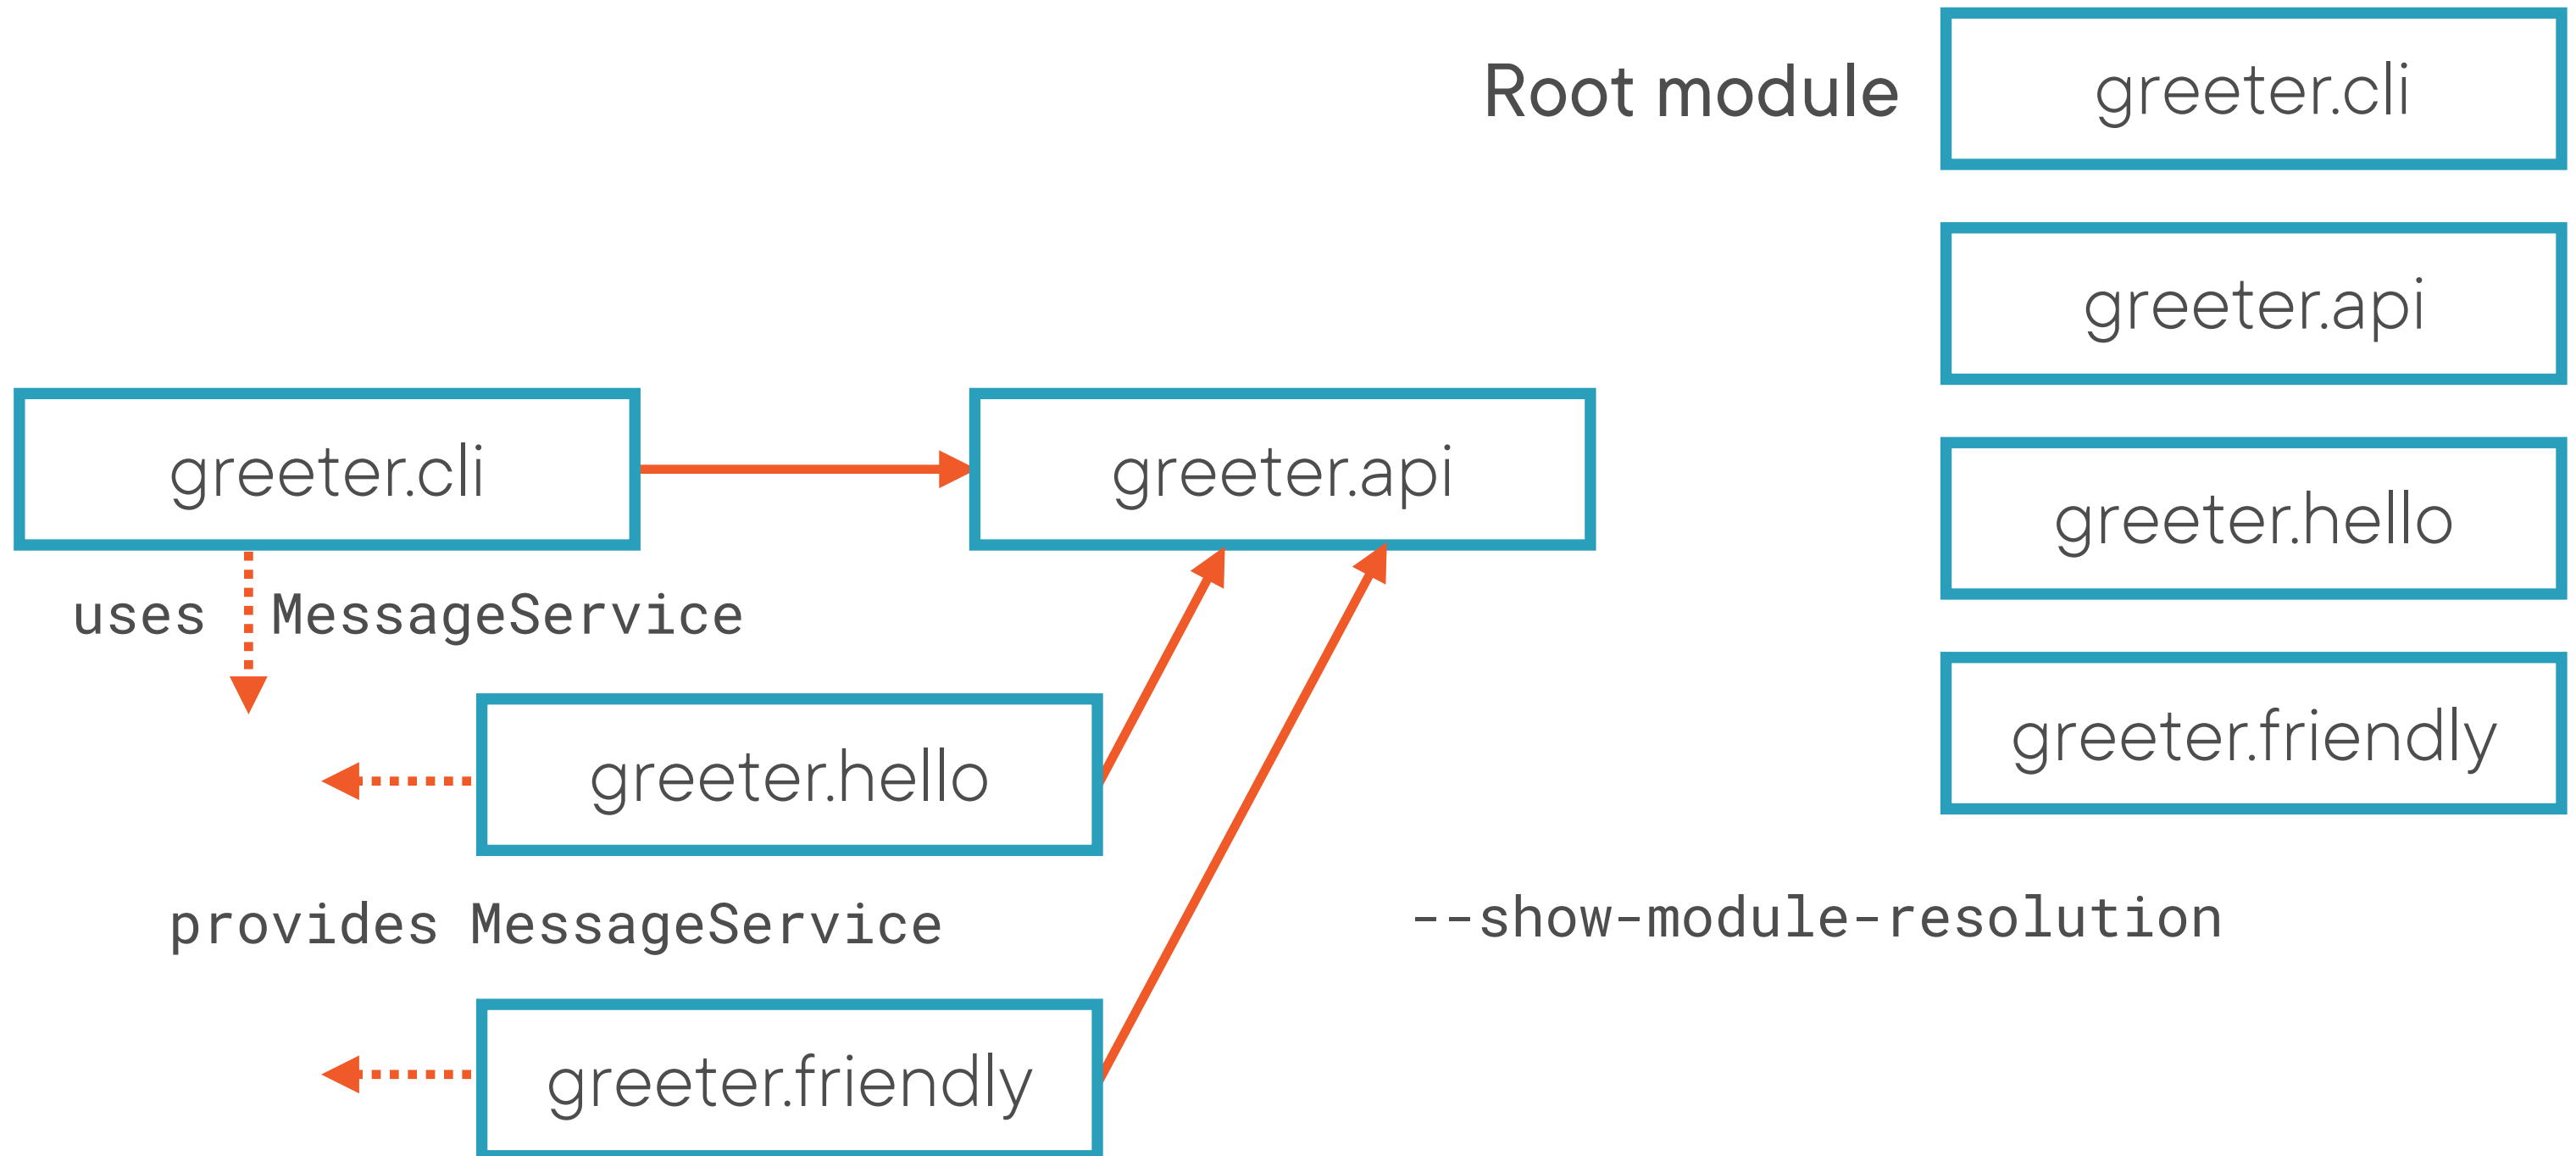 Root module
greeter.cli
greeter.api
greeter.hello
greeter.friendly
greeter.cli
greeter.api
uses MessageService
greeter.hello
provides MessageService
greeter.friendly
--show-module-resolution